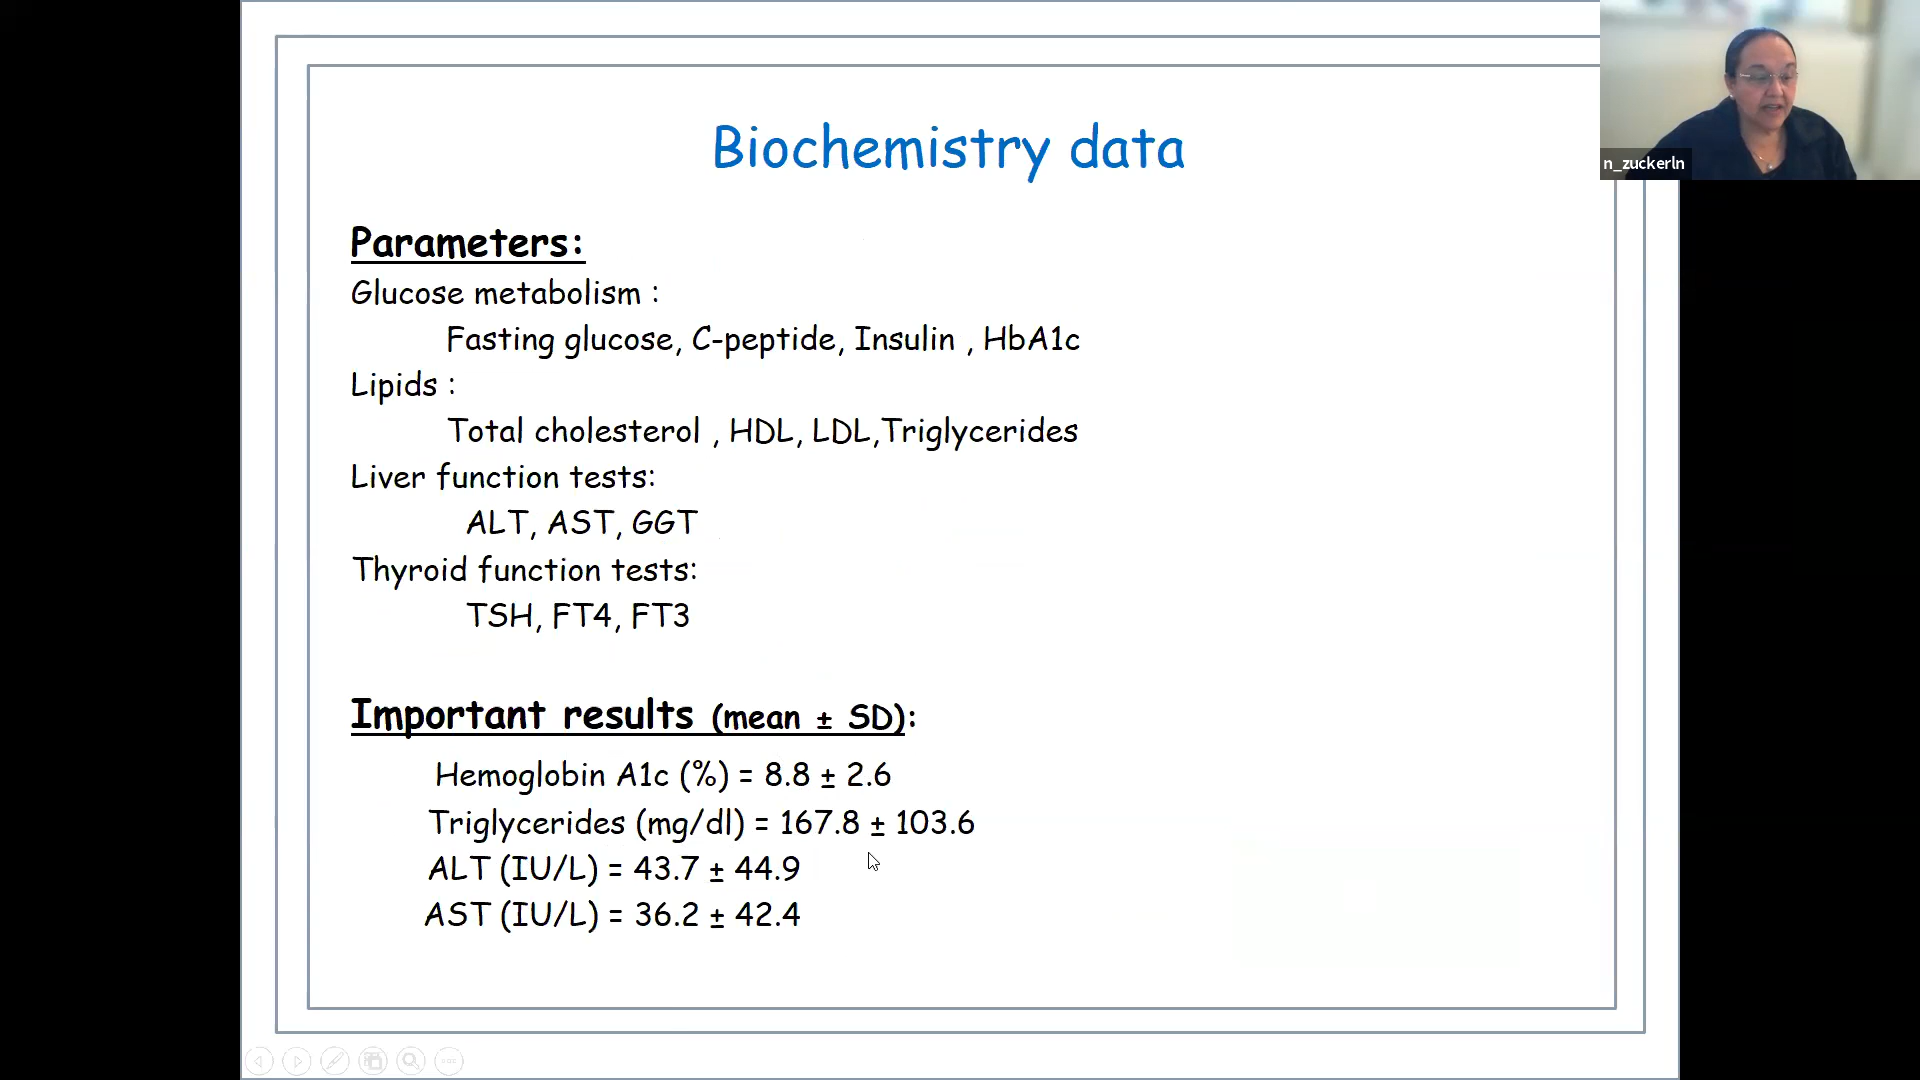 Biochemistry data
n_zuckerln
Parameters:
Glucose metabolism :
Fasting glucose, C-peptide, Insulin , HbA1c
Lipids :
Total cholesterol , HDL, LDL,Triglycerides
Liver function tests:
ALT, AST, GGT
Thyroid function tests:
TSH, FT4, FT3
Important results (mean ± SD):
Hemoglobin A1c (%) = 8.8 ± 2.6
Triglycerides (mg/dl) = 167.8 ± 103.6
ALT (IU/L) = 43.7 ± 44.9
AST (IU/L) = 36.2 ± 42.4